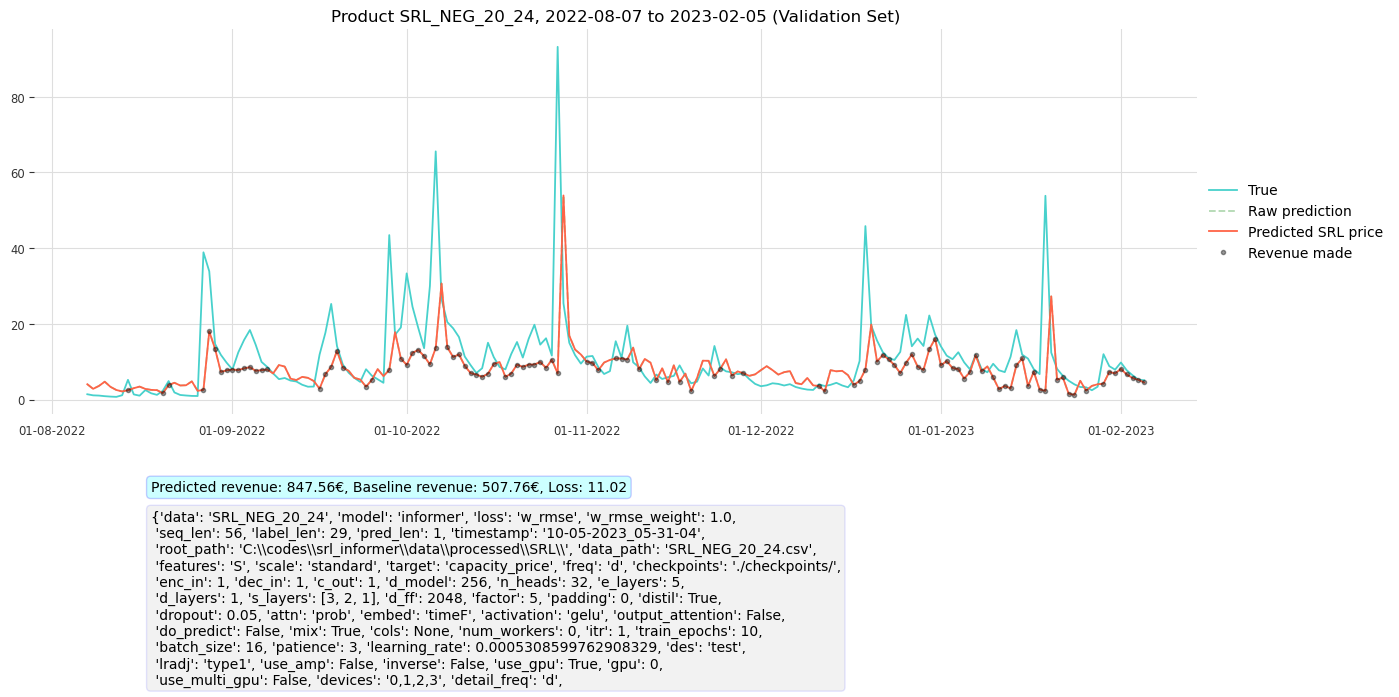 Product SRL_NEG_20_24, 2022-08-07 to 2023-02-05 (Validation Set)
80
60
40
20
0
01-08-2022
01-09-2022
01-10-2022
01-11-2022
01-12-2022
01-01-2023
01-02-2023
True
Raw prediction
Predicted SRL price
Revenue made
Predicted revenue: 847.56€, Baseline revenue: 507.76€, Loss: 11.02
{'data': 'SRL_NEG_20_24', 'model': 'informer', 'loss': 'w_rmse', 'w_rmse_weight': 1.0,
'seq_len': 56, 'label_len': 29, 'pred_len': 1, 'timestamp': '10-05-2023_05-31-04',
'root_path': 'C:\\codes\\srl_informer\\data\\processed\\SRL\\', 'data_path': 'SRL_NEG_20_24.csv',
'features': 'S', 'scale': 'standard', 'target': 'capacity_price', 'freq': 'd', 'checkpoints': './checkpoints/',
'enc_in': 1, 'dec_in': 1, 'c_out': 1, 'd_model': 256, 'n_heads': 32, 'e_layers': 5,
'd_layers': 1, 's_layers': [3, 2, 1], 'd_ff': 2048, 'factor': 5, 'padding': 0, 'distil': True,
'dropout': 0.05, 'attn': 'prob', 'embed': 'timeF', 'activation': 'gelu', 'output_attention': False,
'do_predict': False, 'mix': True, 'cols': None, 'num_workers': 0, 'itr': 1, 'train_epochs': 10,
'batch_size': 16, 'patience': 3, 'learning_rate': 0.0005308599762908329, 'des': 'test',
'lradj': 'type1', 'use_amp': False, 'inverse': False, 'use_gpu': True, 'gpu': 0,
'use_multi_gpu': False, 'devices': '0,1,2,3', 'detail_freq': 'd',